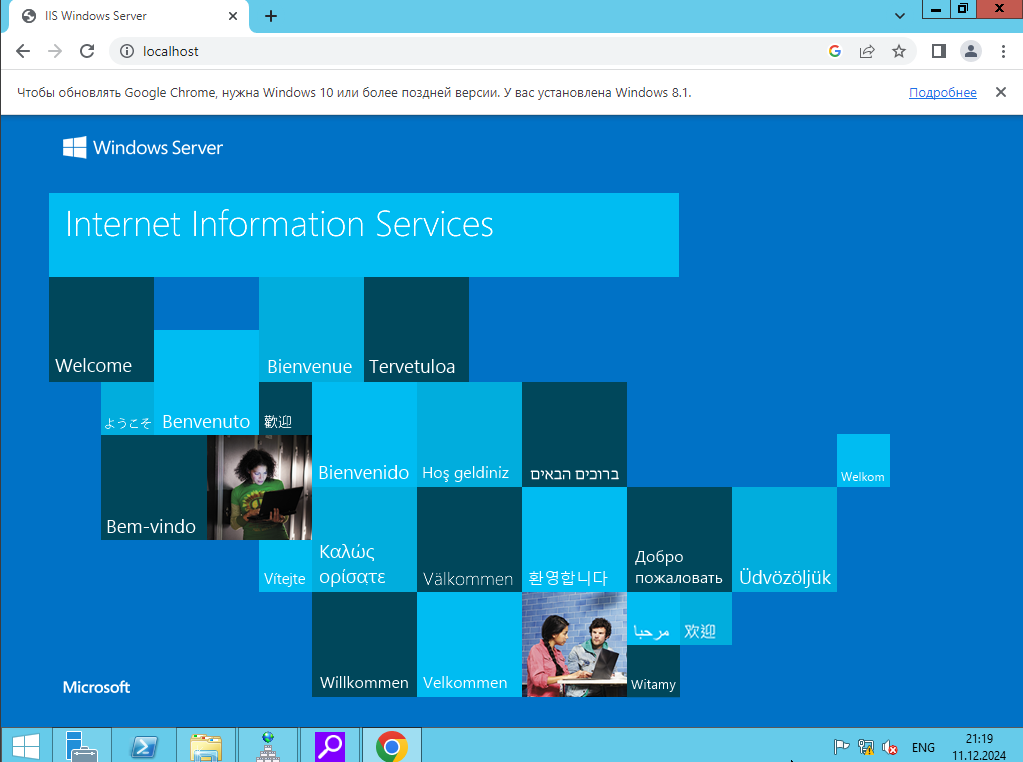 IIS Windows Server
localhost
Чтобы обновлять Google Chrome, нужна Windows 10 или более поздней версии. У вас установлена Windows 8.1.
Подробнее
Windows Server
Internet Information Services
Welcome
Bienvenue
Tervetuloa
ようこそ
Benvenuto
歡迎
Bienvenido
Hoş geldiniz
ברוכים הבאים
Welkom
Bem-vindo
Vítejte
Καλώς
ορίσατε
Välkommen
환영합니다
Добро
пожаловать
Üdvözöljük
مرحبا
欢迎
Willkommen
Velkommen
Witamy
Microsoft
ENG
21:19
11.12.2024